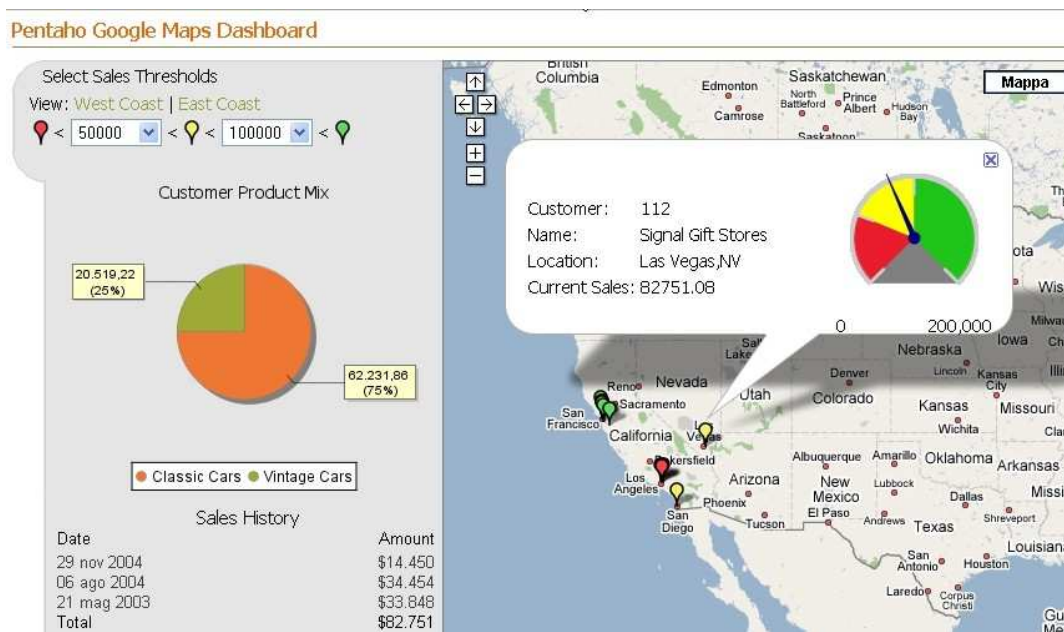 Pentaho Google Maps Dashboard
Select Sales Thresholds
View: West Coast | East Coast
< 50000 < < 100000 <
Customer Product Mix
20.519,22
(25%)
62.231,86
(75%)
Classic Cars Vintage Cars
Sales History
Date Amount
29 nov 2004 $14.450
06 ago 2004 $34.454
21 mag 2003 $33.848
Total $82.751
Mappa
Customer: 112
Name: Signal Gift Stores
Location: Las Vegas,NV
Current Sales: 82751.08
0 200,000
British
Columbia
Edmonton
Camrose
Saskatchewan
North
Battleford
Prince
Albert
Hudson
Bay
Saskatoon
Nebraska
Iowa
Lincoln
Kansas
City
Reno
Nevada
Utah
Denver
Colorado
Sacramento
San
Francisco
California
Kansas
Missouri
Wichita
Los
Angeles
Arizona
Phoenix
Tucson
San
Diego
Albuquerque
New
Mexico
El Paso
Amarillo
Lubbock
Andrews
Oklahoma
Arkansas
Dallas
Texas
Shreveport
San
Antonio
Houston
Laredo
Corpus
Christi